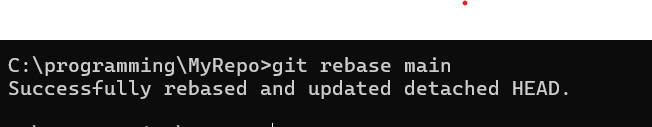 C:\programming\MyRepo>git rebase main
Successfully rebased and updated detached HEAD.